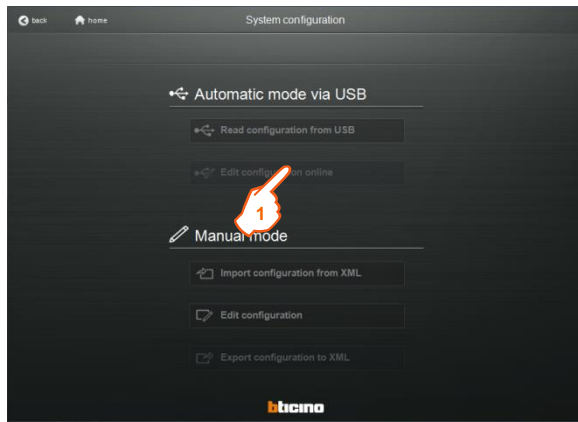 back home System configuration
Automatic mode via USB
Read configuration from USB
Edit configuration online
1
Manual mode
Import configuration from XML
Edit configuration
Export configuration to XML
bticino